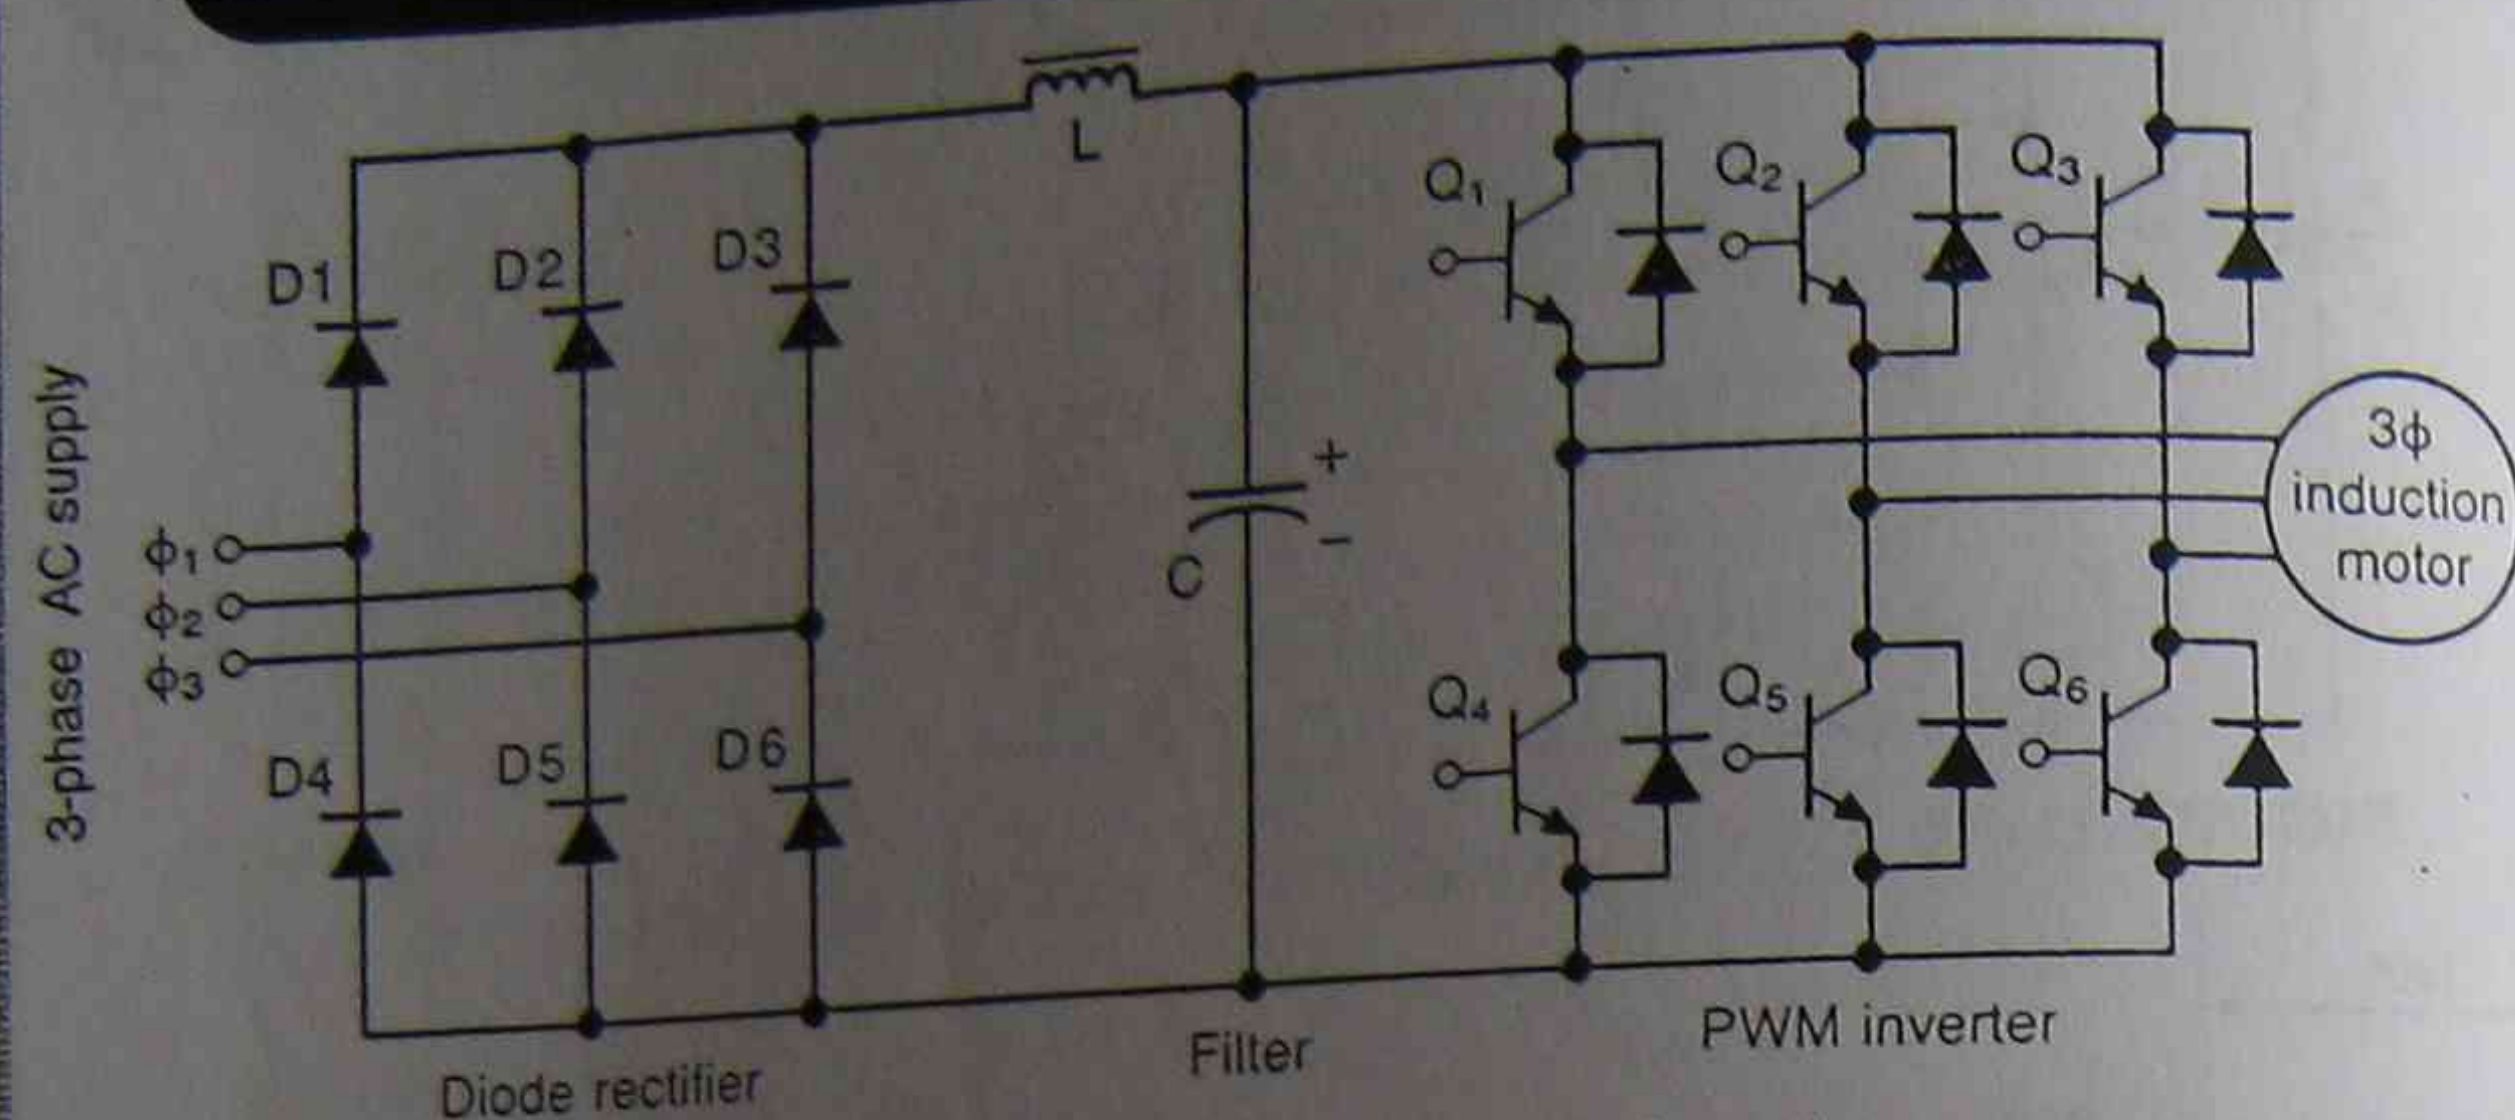 3-phase AC supply
ϕ1
ϕ2
ϕ3
D1
D2
D3
D4
D5
D6
L
C
+
−
Q1
Q2
Q3
Q4
Q5
Q6
3ϕ
induction
motor
Diode rectifier
Filter
PWM inverter